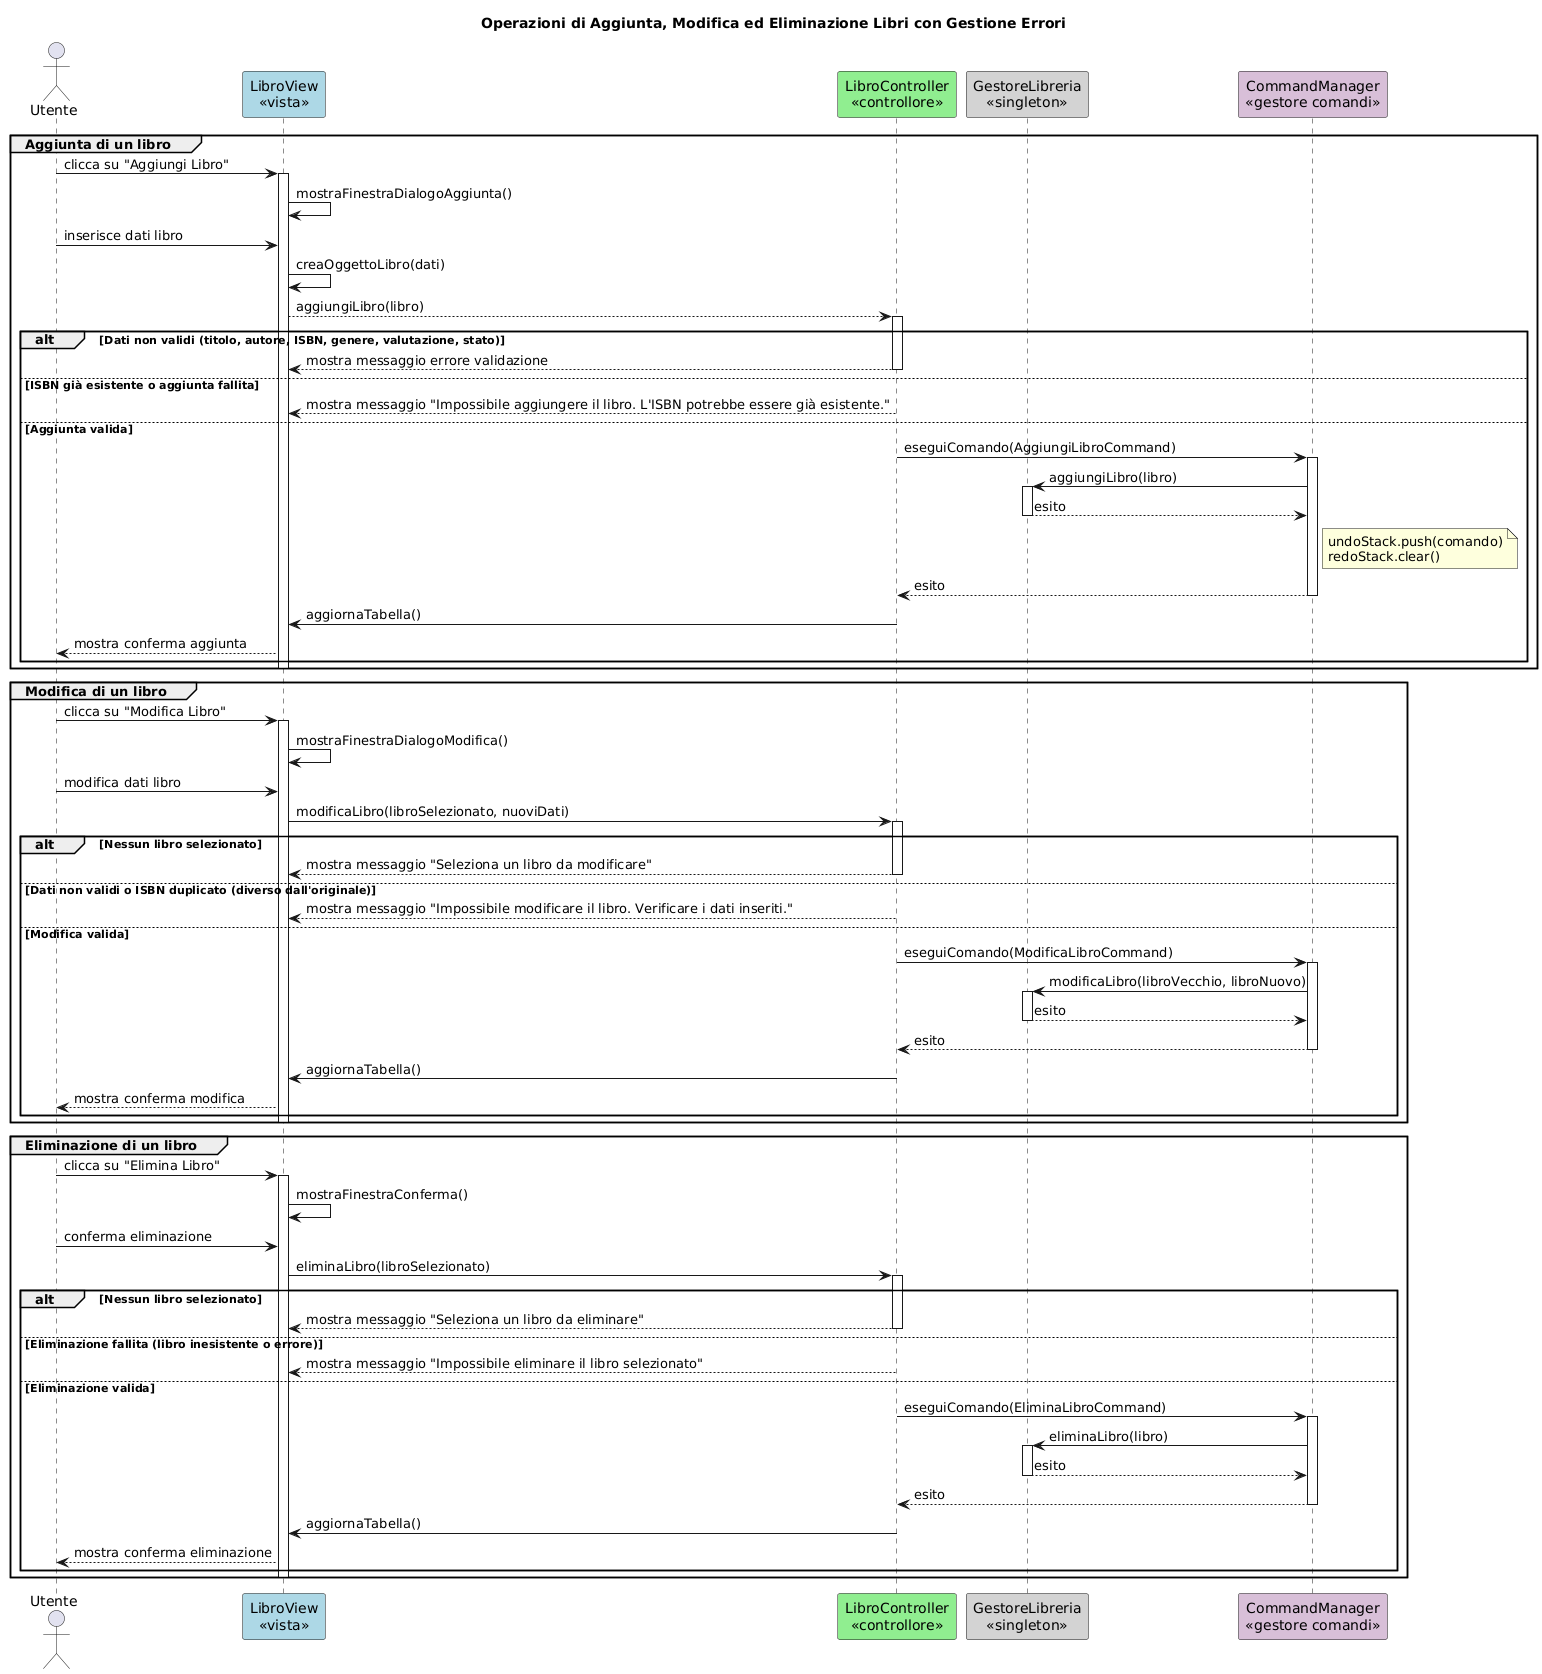 Operazioni di Aggiunta, Modifica ed Eliminazione Libri con Gestione Errori
Utente
LibroView
«vista»
LibroController
«controllore»
GestoreLibreria
«singleton»
CommandManager
«gestore comandi»
Aggiunta di un libro
clicca su "Aggiungi Libro"
mostraFinestraDialogoAggiunta()
inserisce dati libro
creaOggettoLibro(dati)
aggiungiLibro(libro)
alt [Dati non validi (titolo, autore, ISBN, genere, valutazione, stato)]
mostra messaggio errore validazione
[ISBN già esistente o aggiunta fallita]
mostra messaggio "Impossibile aggiungere il libro. L'ISBN potrebbe essere già esistente."
[Aggiunta valida]
eseguiComando(AggiungiLibroCommand)
aggiungiLibro(libro)
esito
undoStack.push(comando)
redoStack.clear()
esito
aggiornaTabella()
mostra conferma aggiunta
Modifica di un libro
clicca su "Modifica Libro"
mostraFinestraDialogoModifica()
modifica dati libro
modificaLibro(libroSelezionato, nuoviDati)
alt [Nessun libro selezionato]
mostra messaggio "Seleziona un libro da modificare"
[Dati non validi o ISBN duplicato (diverso dall'originale)]
mostra messaggio "Impossibile modificare il libro. Verificare i dati inseriti."
[Modifica valida]
eseguiComando(ModificaLibroCommand)
modificaLibro(libroVecchio, libroNuovo)
esito
esito
aggiornaTabella()
mostra conferma modifica
Eliminazione di un libro
clicca su "Elimina Libro"
mostraFinestraConferma()
conferma eliminazione
eliminaLibro(libroSelezionato)
alt [Nessun libro selezionato]
mostra messaggio "Seleziona un libro da eliminare"
[Eliminazione fallita (libro inesistente o errore)]
mostra messaggio "Impossibile eliminare il libro selezionato"
[Eliminazione valida]
eseguiComando(EliminaLibroCommand)
eliminaLibro(libro)
esito
esito
aggiornaTabella()
mostra conferma eliminazione
Utente
LibroView
«vista»
LibroController
«controllore»
GestoreLibreria
«singleton»
CommandManager
«gestore comandi»